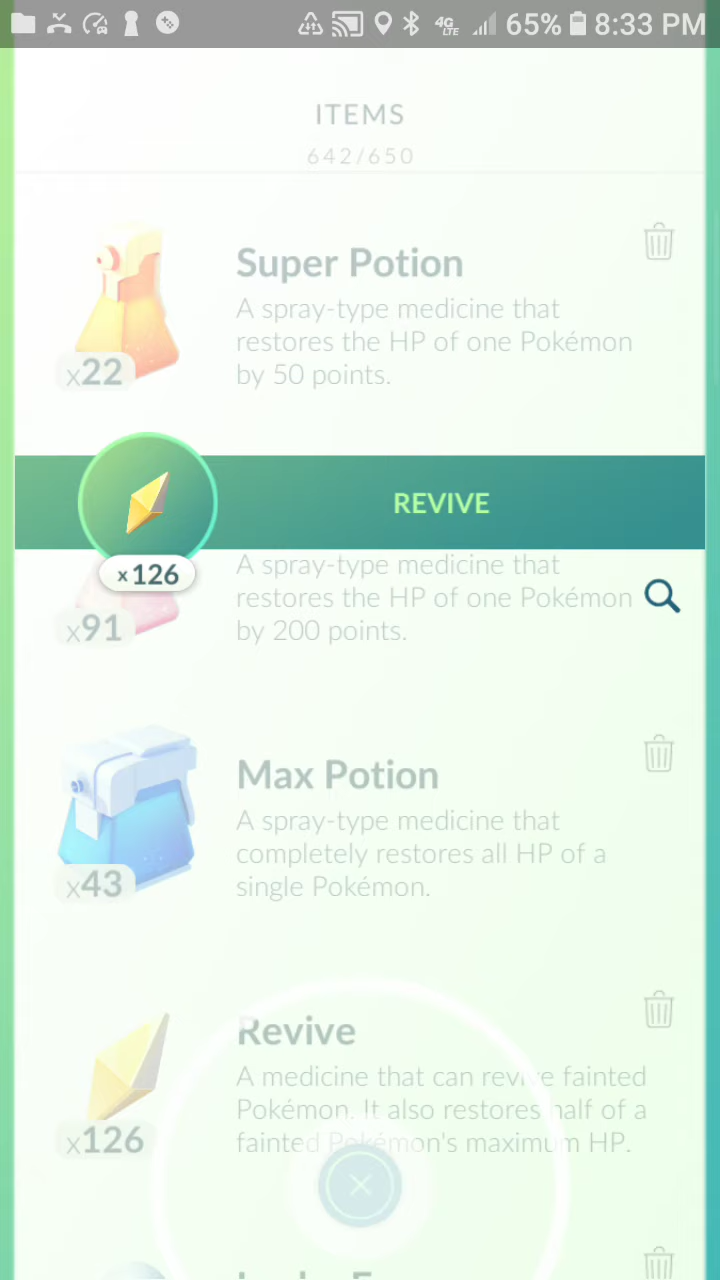 4G LTE 65% 8:33 PM
ITEMS
642/650
Super Potion
A spray-type medicine that
restores the HP of one Pokémon
by 50 points.
x22
REVIVE
x126
A spray-type medicine that
restores the HP of one Pokémon
by 200 points.
x91
Max Potion
A spray-type medicine that
completely restores all HP of a
single Pokémon.
x43
Revive
A medicine that can revive fainted
Pokémon. It also restores half of a
fainted Pokémon's maximum HP.
x126